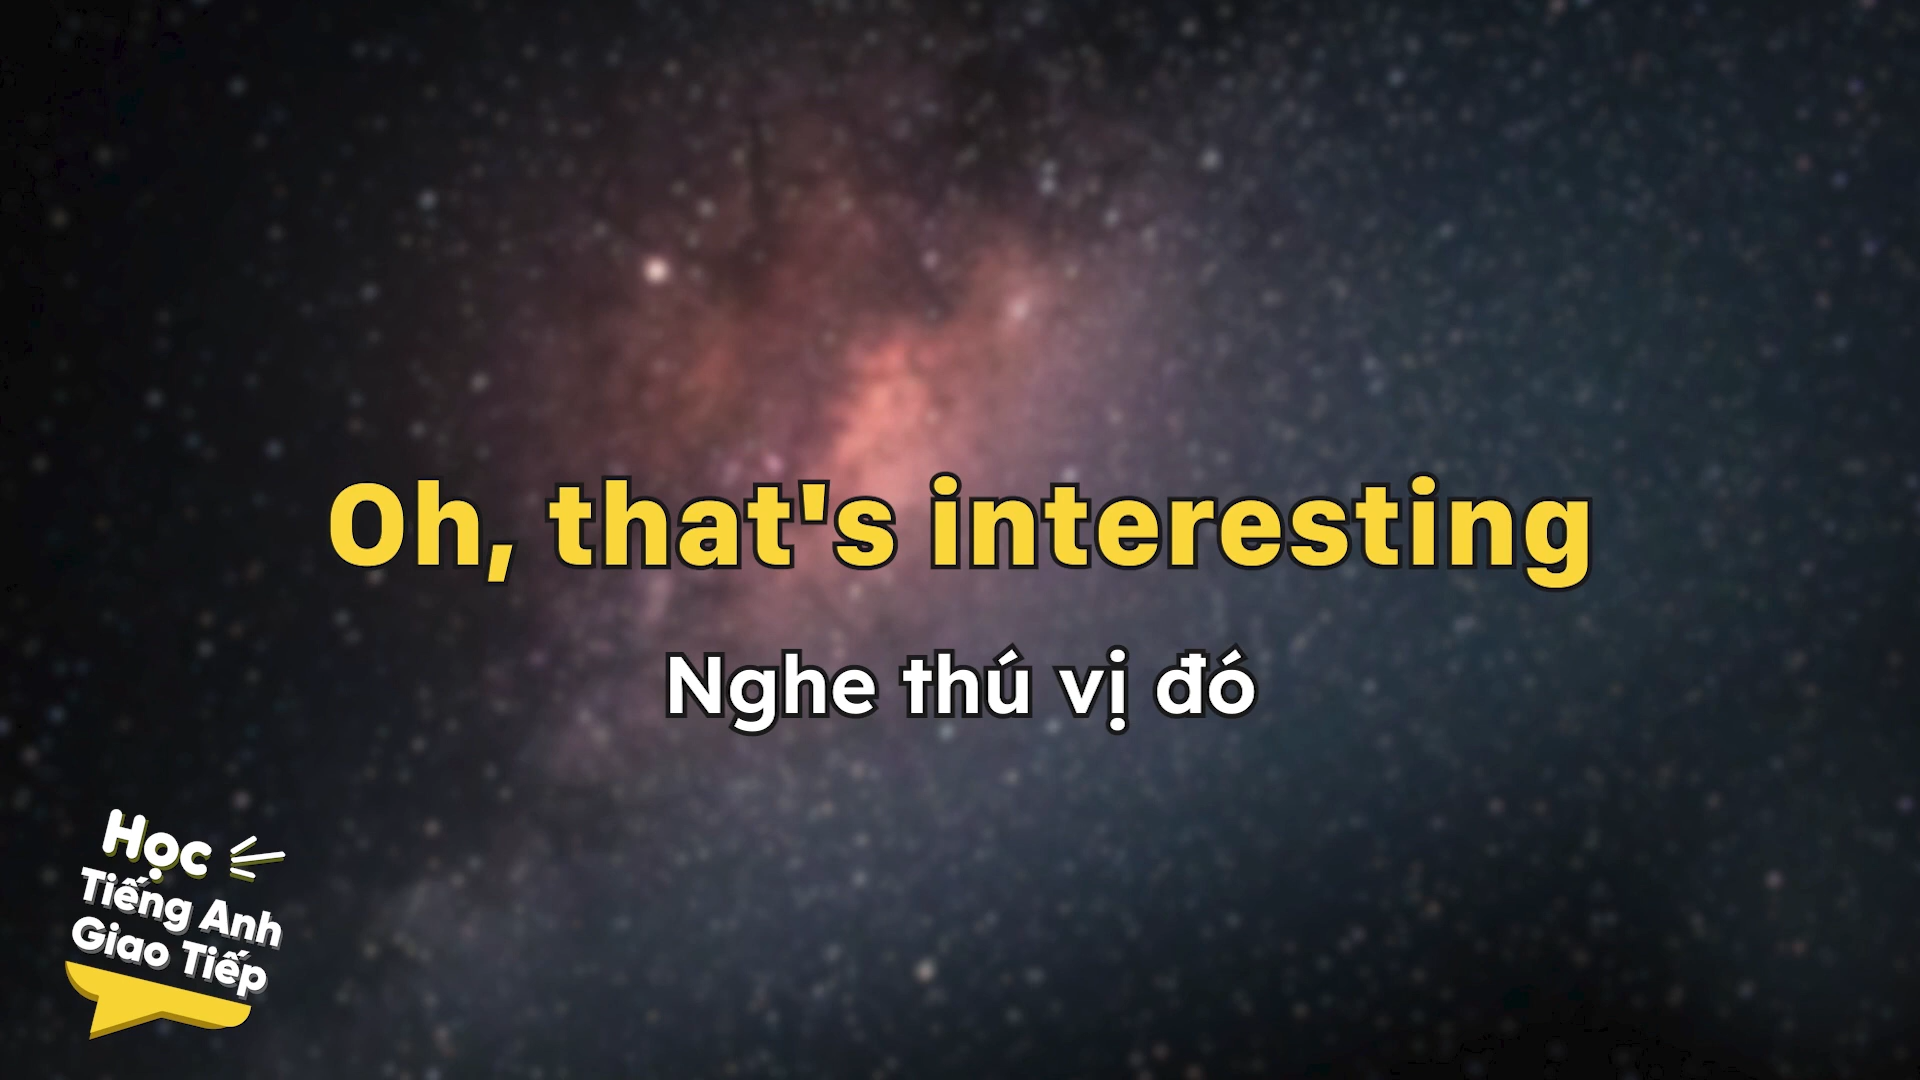 Oh, that's interesting
Nghe thú vị đó
Học
Tiếng Anh
Giao Tiếp